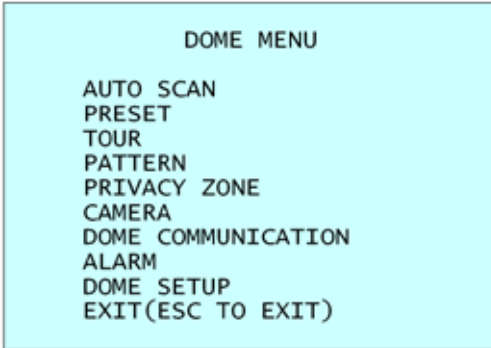 DOME MENU
AUTO SCAN
PRESET
TOUR
PATTERN
PRIVACY ZONE
CAMERA
DOME COMMUNICATION
ALARM
DOME SETUP
EXIT(ESC TO EXIT)